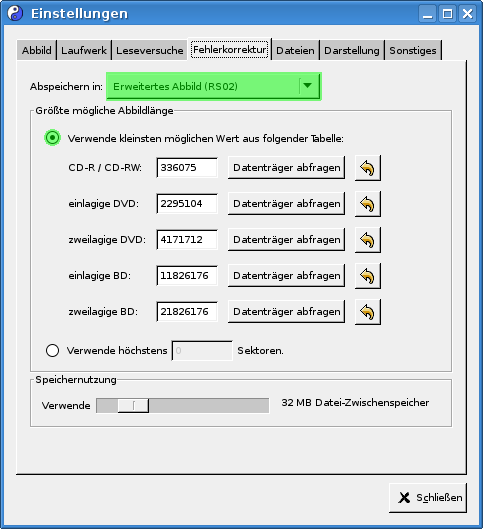 Einstellungen
Abbild Laufwerk Leseversuche Fehlerkorrektur Dateien Darstellung Sonstiges
Abspeichern in: Erweitertes Abbild (RS02)
Größte mögliche Abbildlänge
Verwende kleinsten möglichen Wert aus folgender Tabelle:
CD-R / CD-RW: 336075 Datenträger abfragen
einlagige DVD: 2295104 Datenträger abfragen
zweilagige DVD: 4171712 Datenträger abfragen
einlagige BD: 11826176 Datenträger abfragen
zweilagige BD: 21826176 Datenträger abfragen
Verwende höchstens 0 Sektoren.
Speichernutzung
Verwende 32 MB Datei-Zwischenspeicher
Schließen